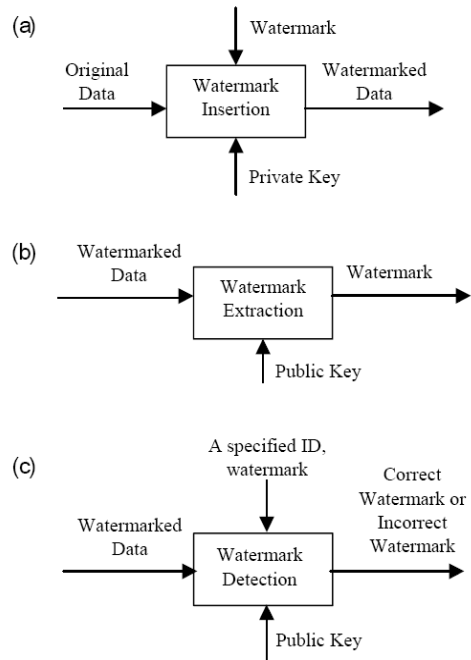 (a)
Watermark
Original
Data
Watermark
Insertion
Watermarked
Data
Private Key
(b)
Watermarked
Data
Watermark
Extraction
Watermark
Public Key
(c)
A specified ID,
watermark
Watermarked
Data
Watermark
Detection
Correct
Watermark or
Incorrect
Watermark
Public Key